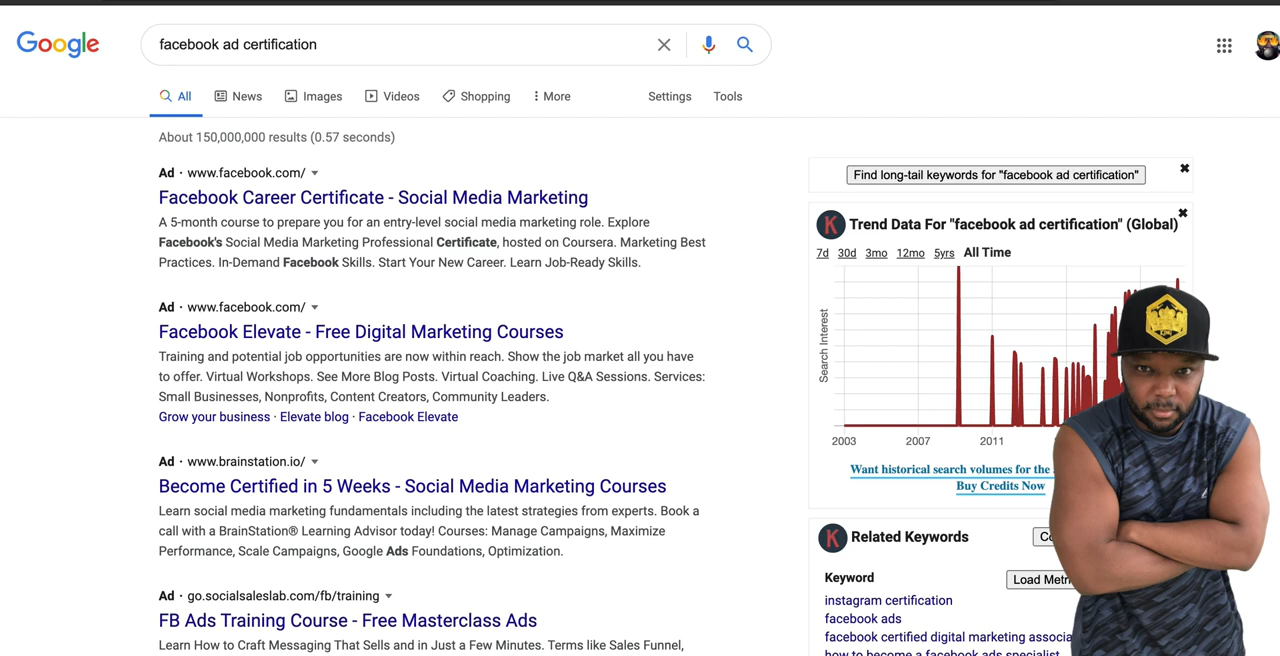 Google
facebook ad certification
All News Images Videos Shopping More Settings Tools
About 150,000,000 results (0.57 seconds)
Ad · www.facebook.com/
Facebook Career Certificate - Social Media Marketing
A 5-month course to prepare you for an entry-level social media marketing role. Explore
Facebook's Social Media Marketing Professional Certificate, hosted on Coursera. Marketing Best
Practices. In-Demand Facebook Skills. Start Your New Career. Learn Job-Ready Skills.
Ad · www.facebook.com/
Facebook Elevate - Free Digital Marketing Courses
Training and potential job opportunities are now within reach. Show the job market all you have
to offer. Virtual Workshops. See More Blog Posts. Virtual Coaching. Live Q&A Sessions. Services:
Small Businesses, Nonprofits, Content Creators, Community Leaders.
Grow your business · Elevate blog · Facebook Elevate
Ad · www.brainstation.io/
Become Certified in 5 Weeks - Social Media Marketing Courses
Learn social media marketing fundamentals including the latest strategies from experts. Book a
call with a BrainStation® Learning Advisor today! Courses: Manage Campaigns, Maximize
Performance, Scale Campaigns, Google Ads Foundations, Optimization.
Ad · go.socialsaleslab.com/fb/training
FB Ads Training Course - Free Masterclass Ads
Learn How to Craft Messaging That Sells and in Just a Few Minutes. Terms like Sales Funnel,
Find long-tail keywords for "facebook ad certification"
K Trend Data For "facebook ad certification" (Global)
7d 30d 3mo 12mo 5yrs All Time
Search Interest
2003 2007 2011
Want historical search volumes for the
Buy Credits Now
K Related Keywords
Keyword
Load Metr
instagram certification
facebook ads
facebook certified digital marketing associa
how to become a facebook ads specialist